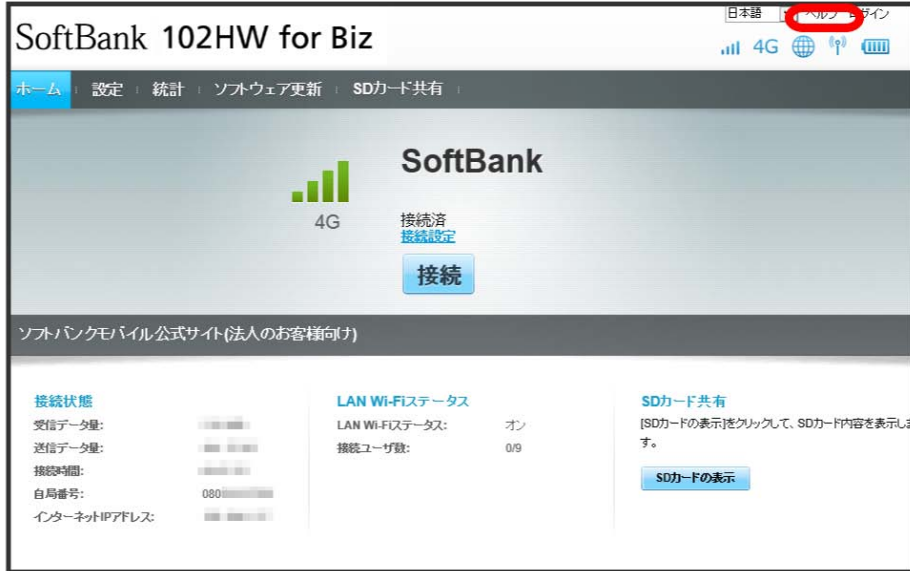 日本語 ヘルプ ログイン
SoftBank 102HW for Biz
4G
ホーム 設定 統計 ソフトウェア更新 SDカード共有
SoftBank
4G
接続済
接続設定
接続
ソフトバンクモバイル公式サイト(法人のお客様向け)
接続状態
受信データ量:
送信データ量:
接続時間:
自局番号: 080
インターネットIPアドレス:
LAN Wi-Fiステータス
LAN Wi-Fiステータス: オン
接続ユーザ数: 0/9
SDカード共有
[SDカードの表示]をクリックして、SDカード内容を表示しま
す。
SDカードの表示